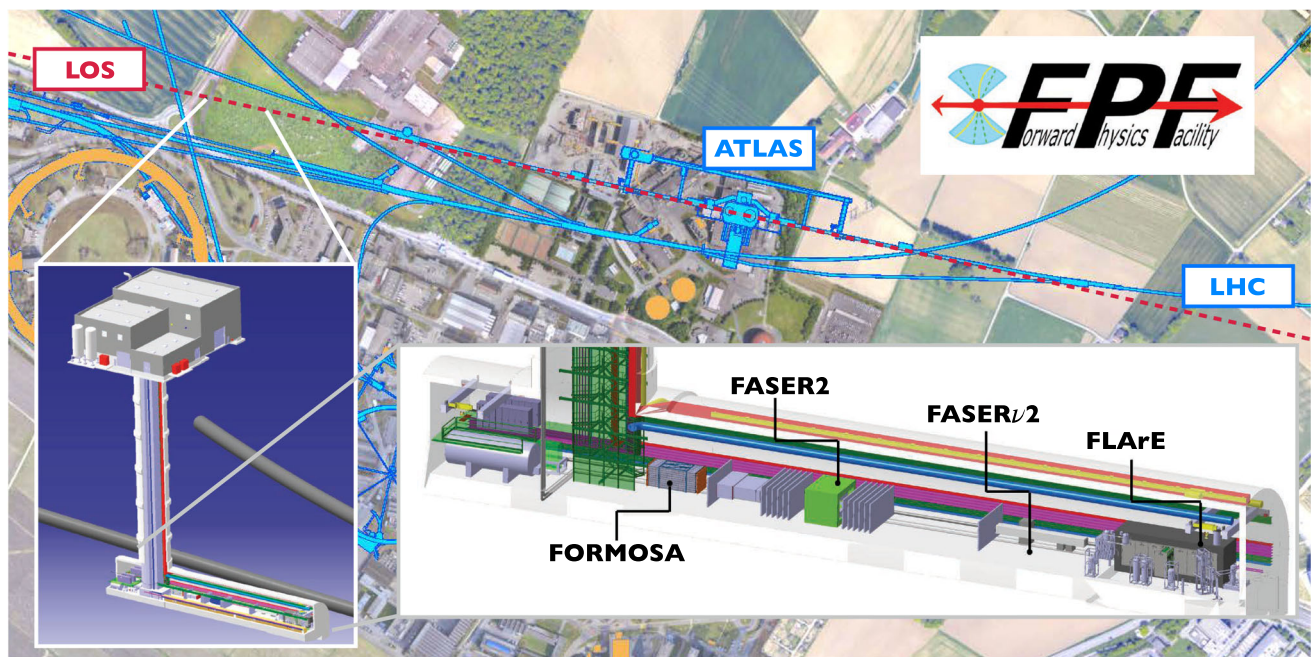 LOS
FPF
Forward Physics Facility
ATLAS
LHC
FASER2
FASERν2
FLArE
FORMOSA